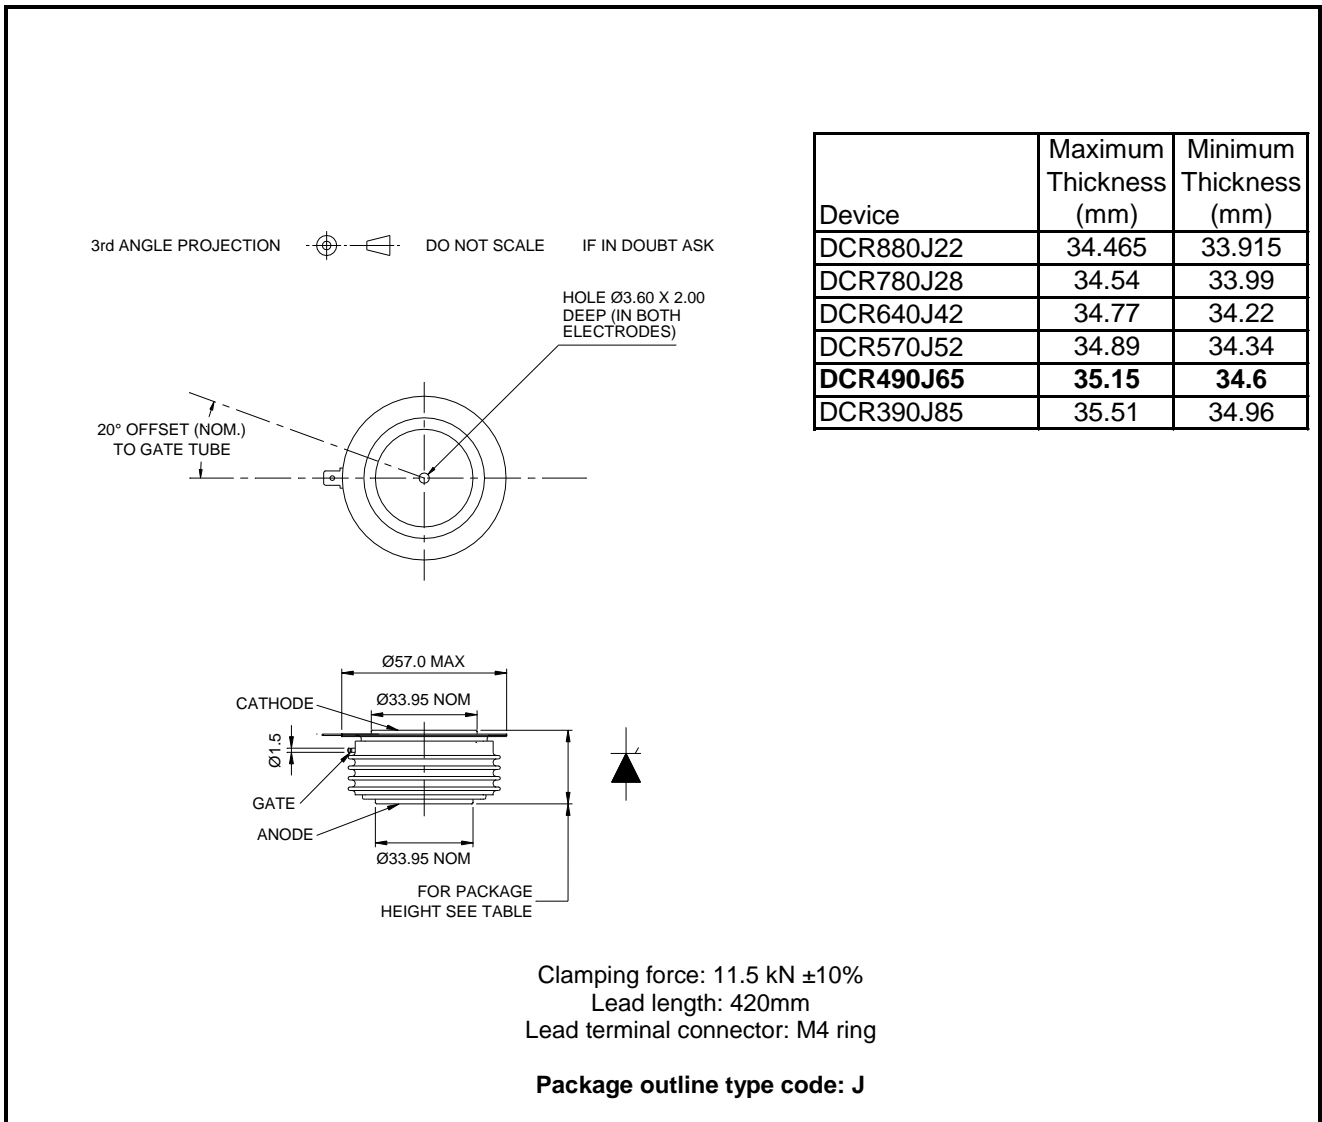 Device Maximum Thickness (mm) Minimum Thickness (mm)
DCR880J22 34.465 33.915
DCR780J28 34.54 33.99
DCR640J42 34.77 34.22
DCR570J52 34.89 34.34
DCR490J65 35.15 34.6
DCR390J85 35.51 34.96
3rd ANGLE PROJECTION DO NOT SCALE IF IN DOUBT ASK
HOLE Ø3.60 X 2.00
DEEP (IN BOTH
ELECTRODES)
20° OFFSET (NOM.)
TO GATE TUBE
Ø57.0 MAX
CATHODE
Ø33.95 NOM
Ø1.5
GATE
ANODE
Ø33.95 NOM
FOR PACKAGE
HEIGHT SEE TABLE
Clamping force: 11.5 kN ±10%
Lead length: 420mm
Lead terminal connector: M4 ring
Package outline type code: J